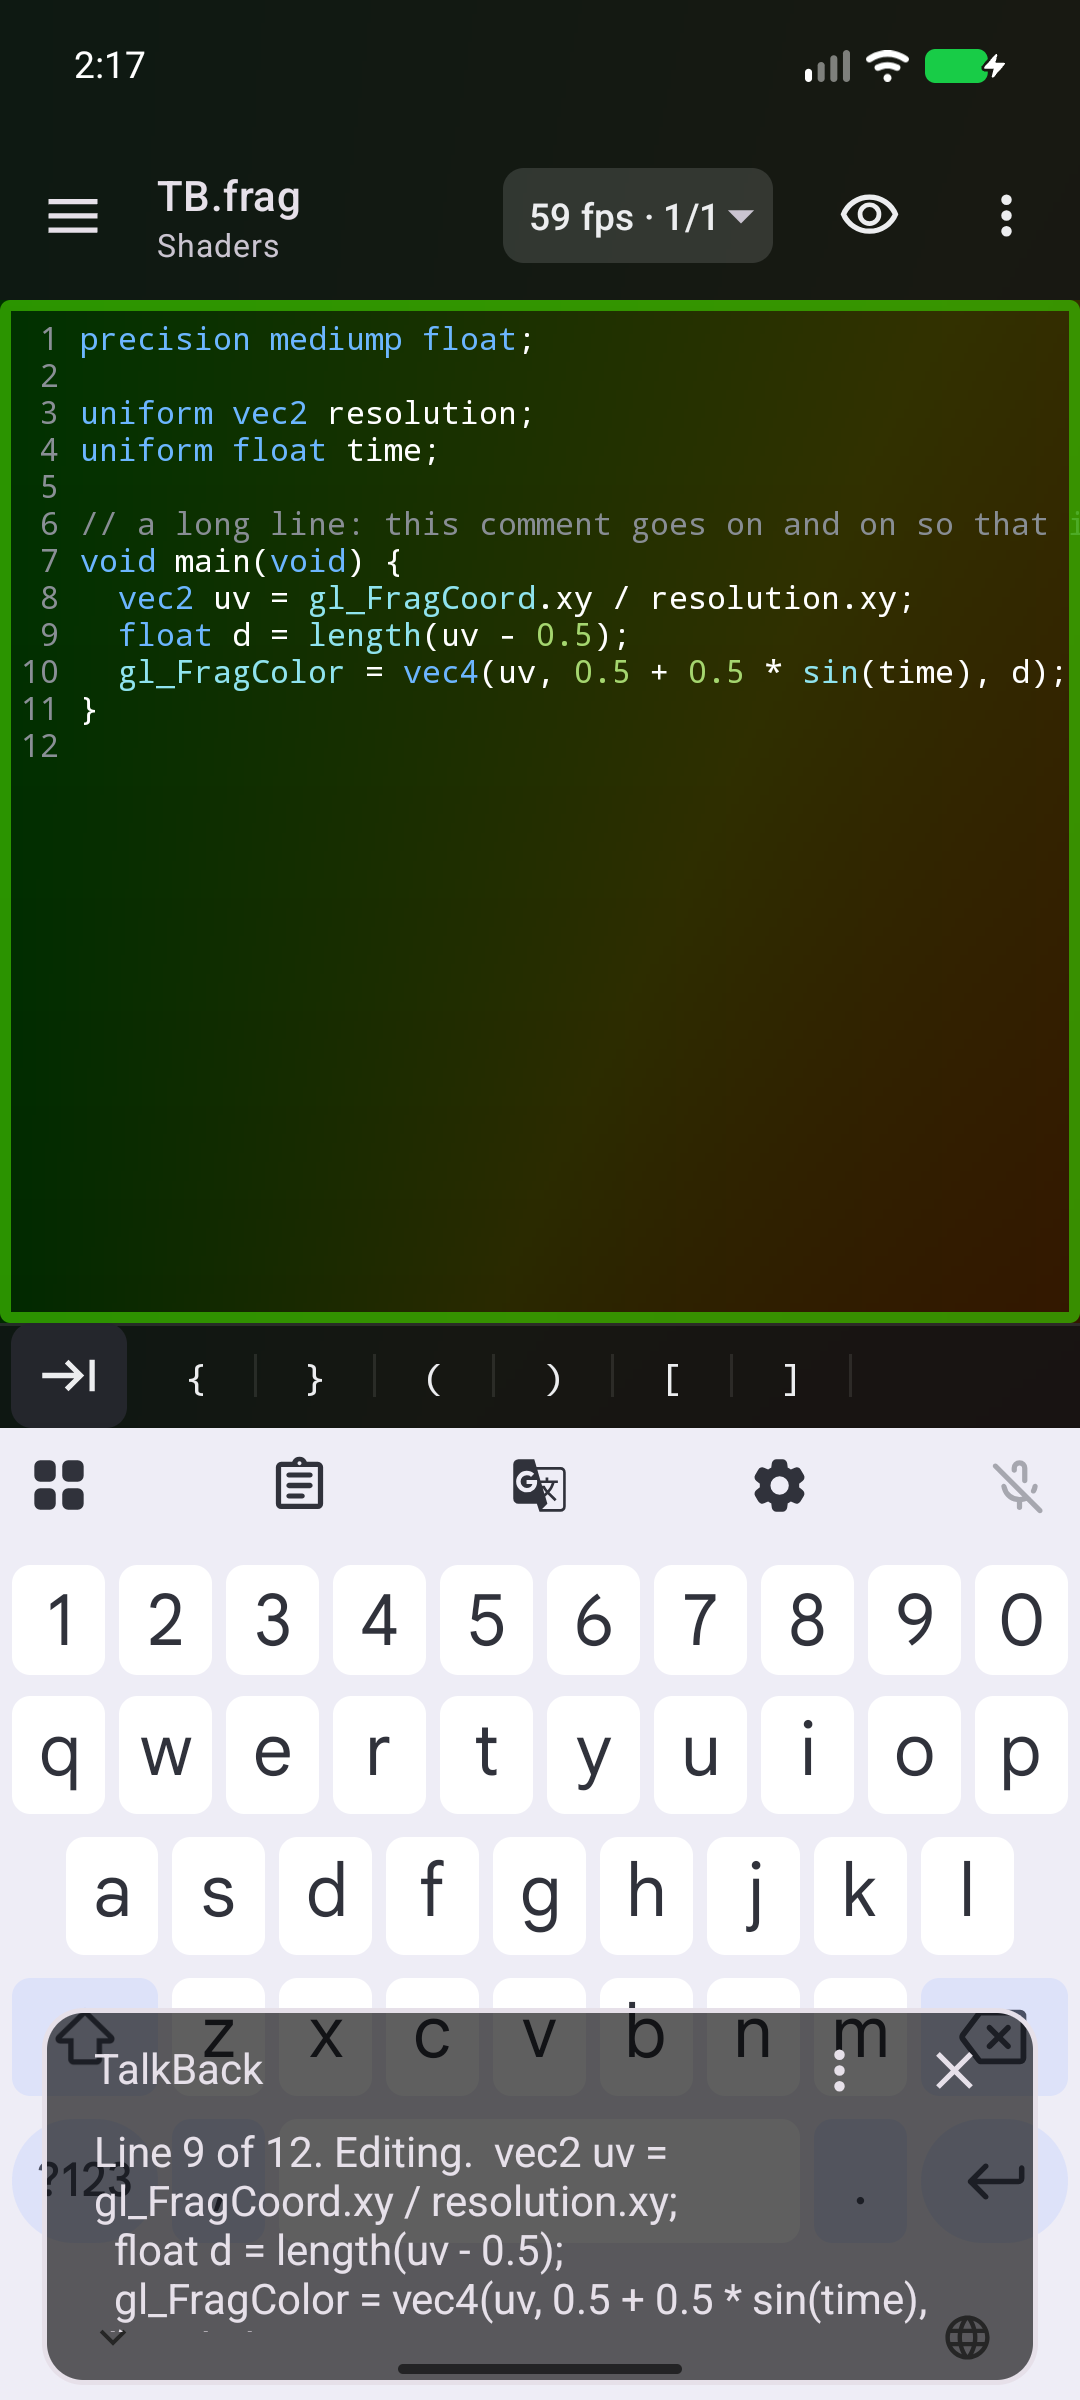 2:17
TB.frag
Shaders
59 fps · 1/1
1 precision mediump float;
2
3 uniform vec2 resolution;
4 uniform float time;
5
6 // a long line: this comment goes on and on so that i
7 void main(void) {
8   vec2 uv = gl_FragCoord.xy / resolution.xy;
9   float d = length(uv - 0.5);
10   gl_FragColor = vec4(uv, 0.5 + 0.5 * sin(time), d);
11 }
12
{ } ( ) [ ]
G 文
1 2 3 4 5 6 7 8 9 0
q w e r t y u i o p
a s d f g h j k l
z x c v b n m
?123 , .
TalkBack
Line 9 of 12. Editing.  vec2 uv =
gl_FragCoord.xy / resolution.xy;
float d = length(uv - 0.5);
gl_FragColor = vec4(uv, 0.5 + 0.5 * sin(time),